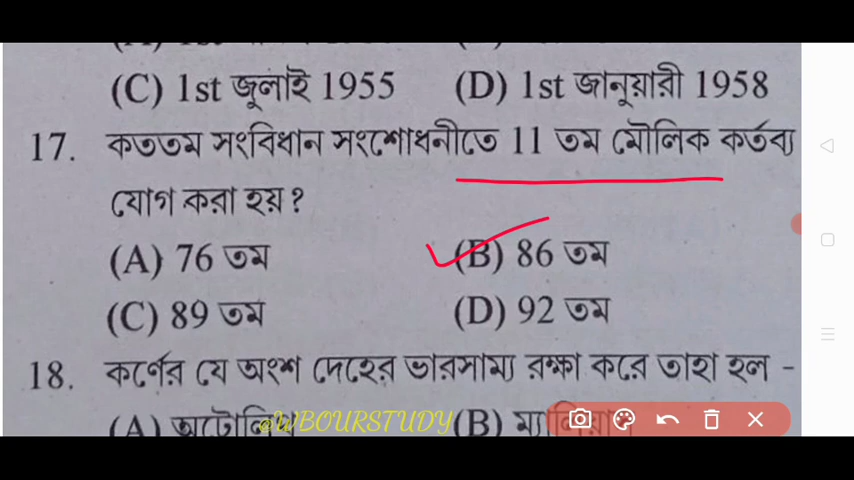 (C) 1st জুলাই 1955 (D) 1st জানুয়ারী 1958
17. কততম সংবিধান সংশোধনীতে 11 তম মৌলিক কর্তব্য
যোগ করা হয়?
(A) 76 তম (B) 86 তম
(C) 89 তম (D) 92 তম
18. কর্ণের যে অংশ দেহের ভারসাম্য রক্ষা করে তাহা হল -
(A) (B)
@WBOURSTUDY